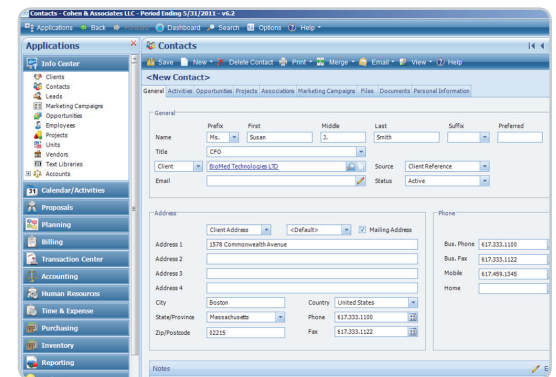 Contacts - Cohen & Associates LLC - Period Ending 5/31/2011 - v6.2
Applications Back Forward Dashboard Search Options Help
Applications × Contacts
Info Center Save New Delete Contact Print Merge Email View Help
Clients
Contacts
Leads
Marketing Campaigns
Opportunities
Employees
Projects
Units
Vendors
Text Libraries
Accounts
Calendar/Activities
Proposals
Planning
Billing
Transaction Center
Accounting
Human Resources
Time & Expense
Purchasing
Inventory
Reporting
<New Contact>
General Activities Opportunities Projects Associations Marketing Campaigns Files Documents Personal Information
General
Prefix First Middle Last Suffix Preferred
Name Ms. Susan J. Smith
Title CFO
Client BioMed Technologies LTD Source Client Reference
Email Status Active
Address Phone
Client Address <Default> Mailing Address
Address 1 1578 Commonwealth Avenue Bus. Phone 617.333.1100
Address 2 Bus. Fax 617.333.1122
Address 3 Mobile 617.459.1345
Address 4 Home
City Boston Country United States
State/Province Massachusetts Phone 617.333.1100
Zip/Postcode 02215 Fax 617.333.1122
Notes E